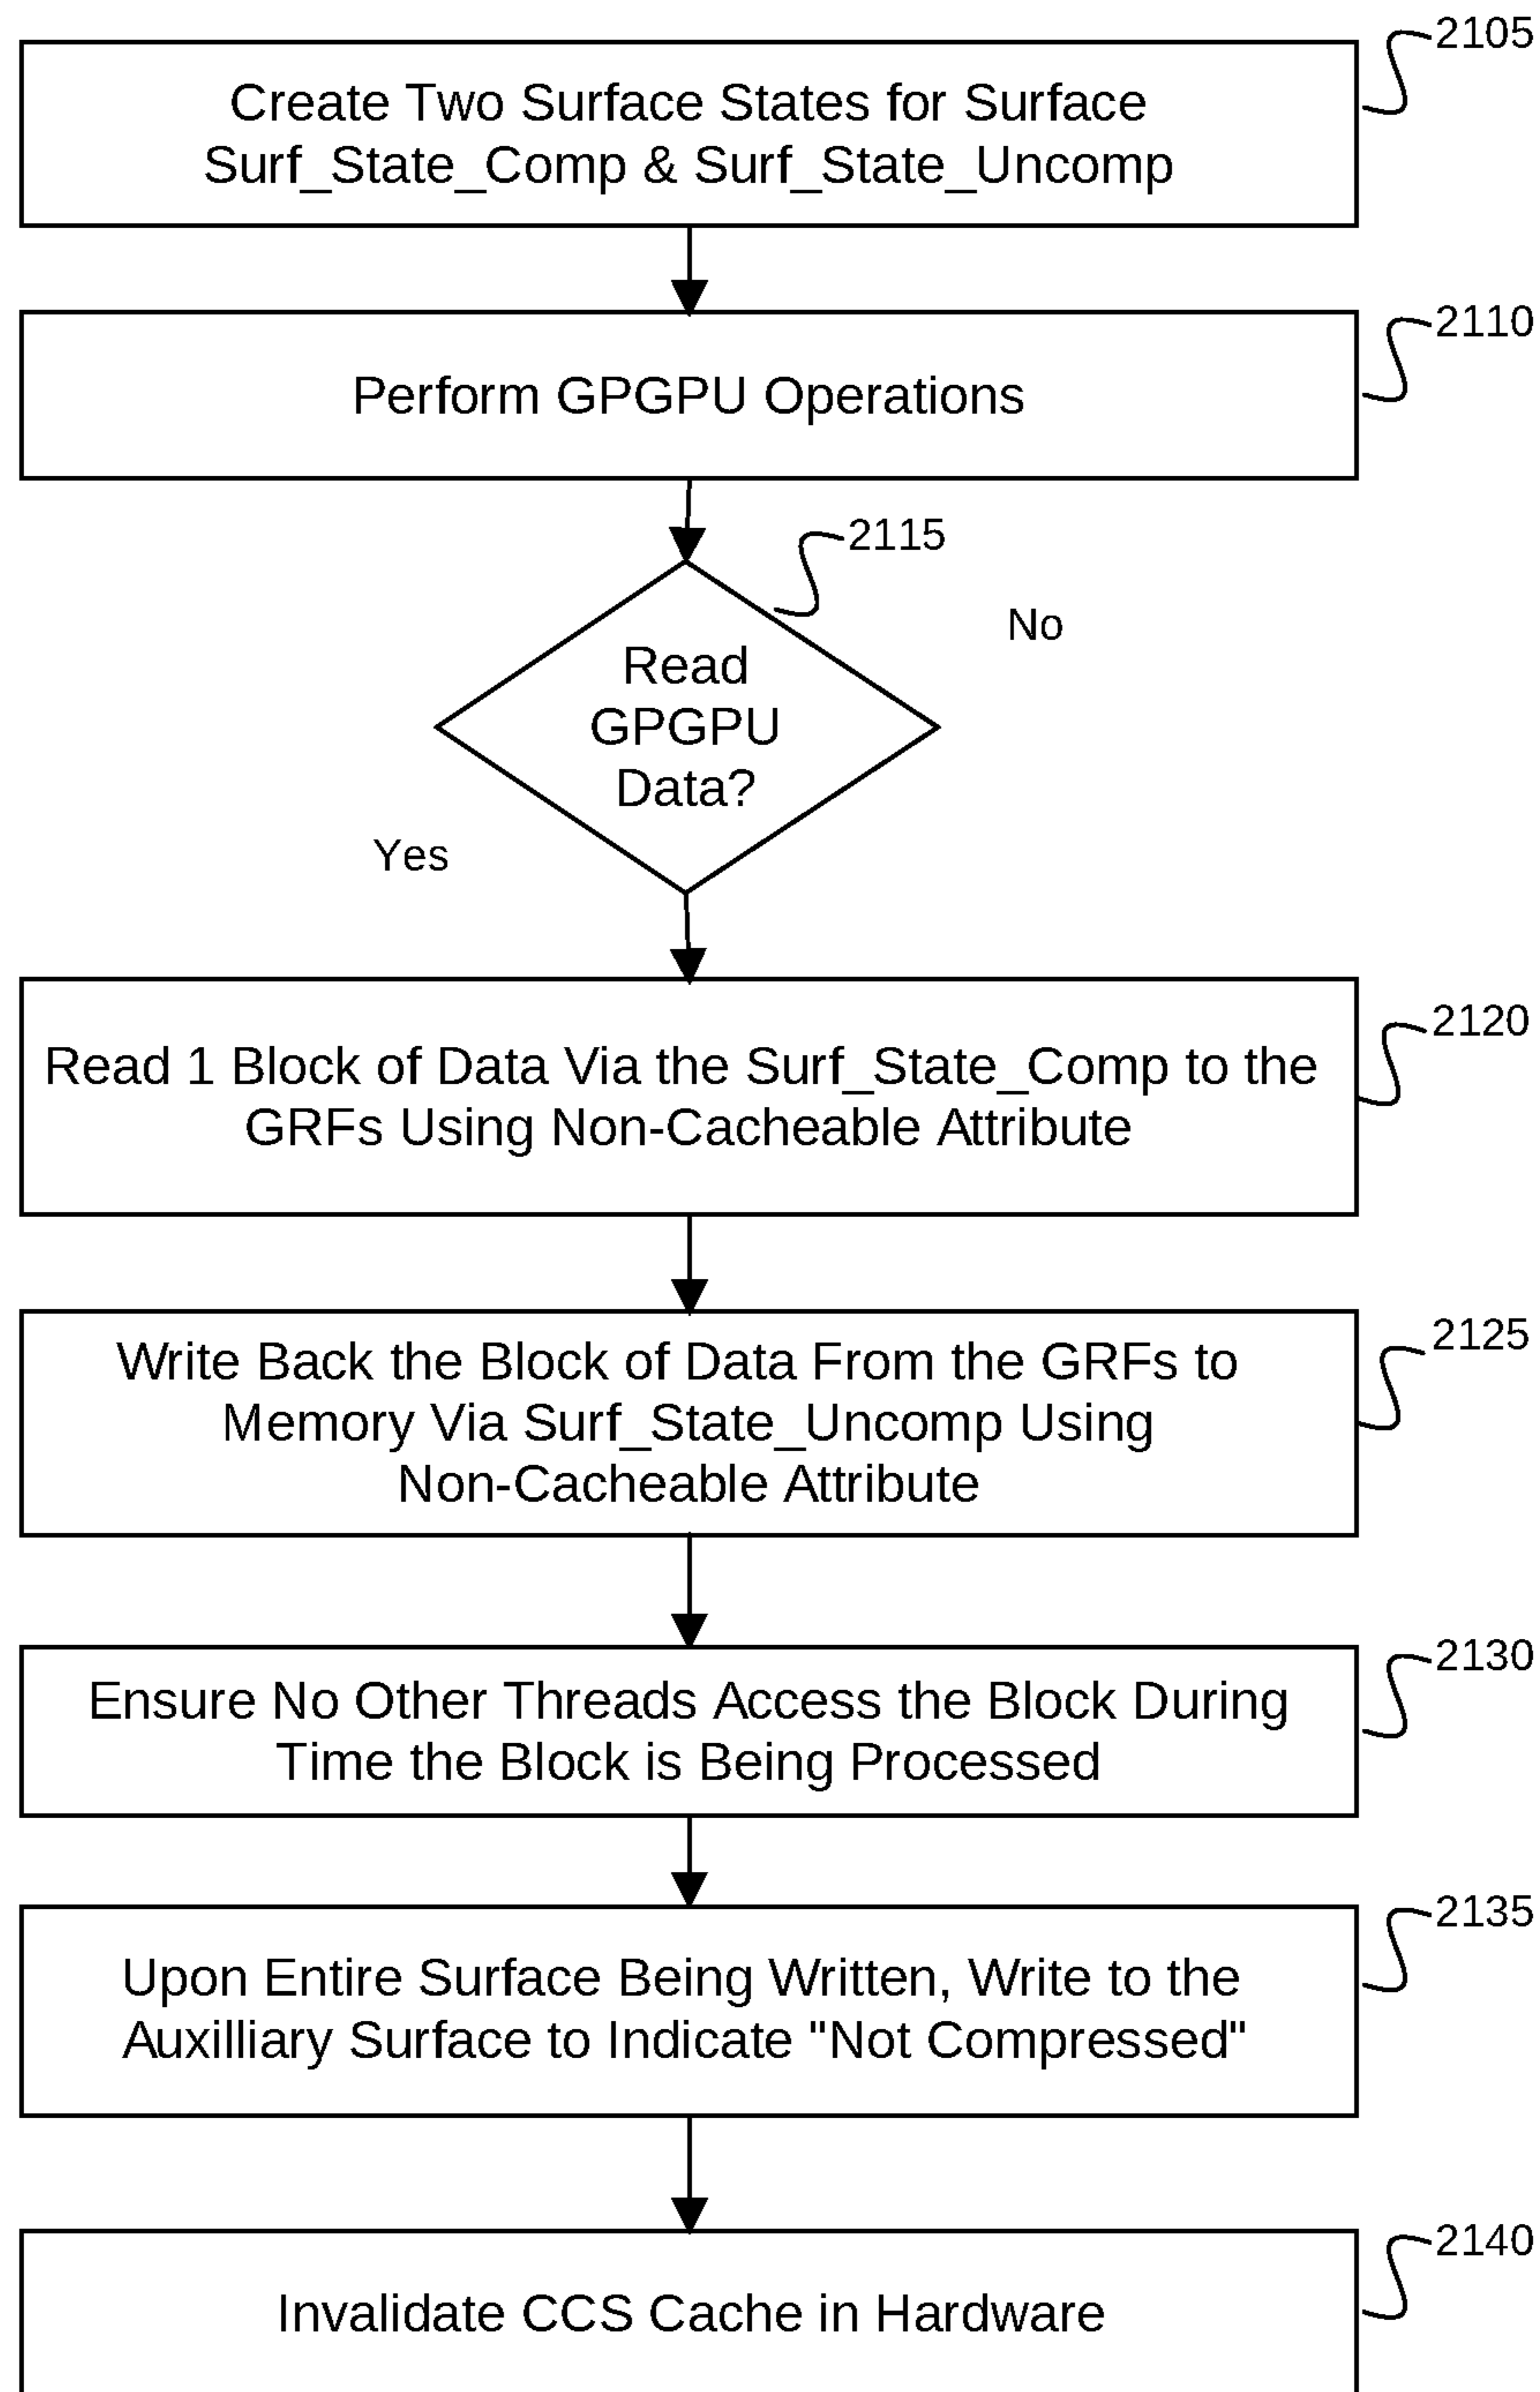 2105
Create Two Surface States for Surface
Surf_State_Comp & Surf_State_Uncomp
2110
Perform GPGPU Operations
2115
No
Read
GPGPU
Data?
Yes
2120
Read 1 Block of Data Via the Surf_State_Comp to the
GRFs Using Non-Cacheable Attribute
2125
Write Back the Block of Data From the GRFs to
Memory Via Surf_State_Uncomp Using
Non-Cacheable Attribute
2130
Ensure No Other Threads Access the Block During
Time the Block is Being Processed
2135
Upon Entire Surface Being Written, Write to the
Auxilliary Surface to Indicate "Not Compressed"
2140
Invalidate CCS Cache in Hardware